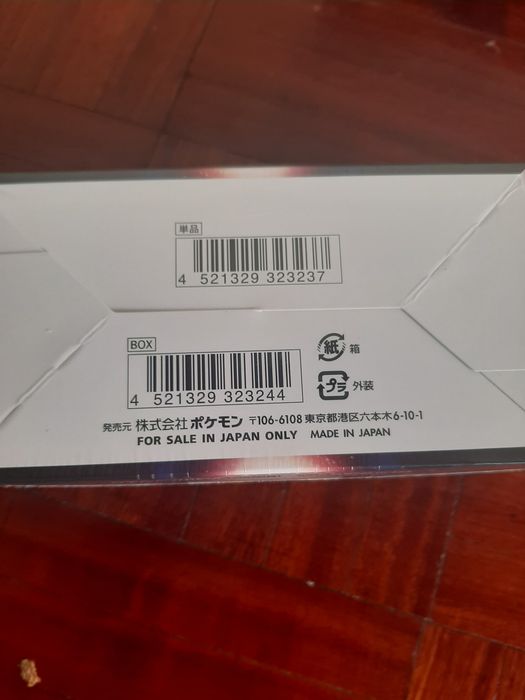 単品
4 521329 323237
BOX
4 521329 323244
紙 箱
プラ 外装
発売元 株式会社ポケモン 〒106-6108 東京都港区六本木6-10-1
FOR SALE IN JAPAN ONLY MADE IN JAPAN